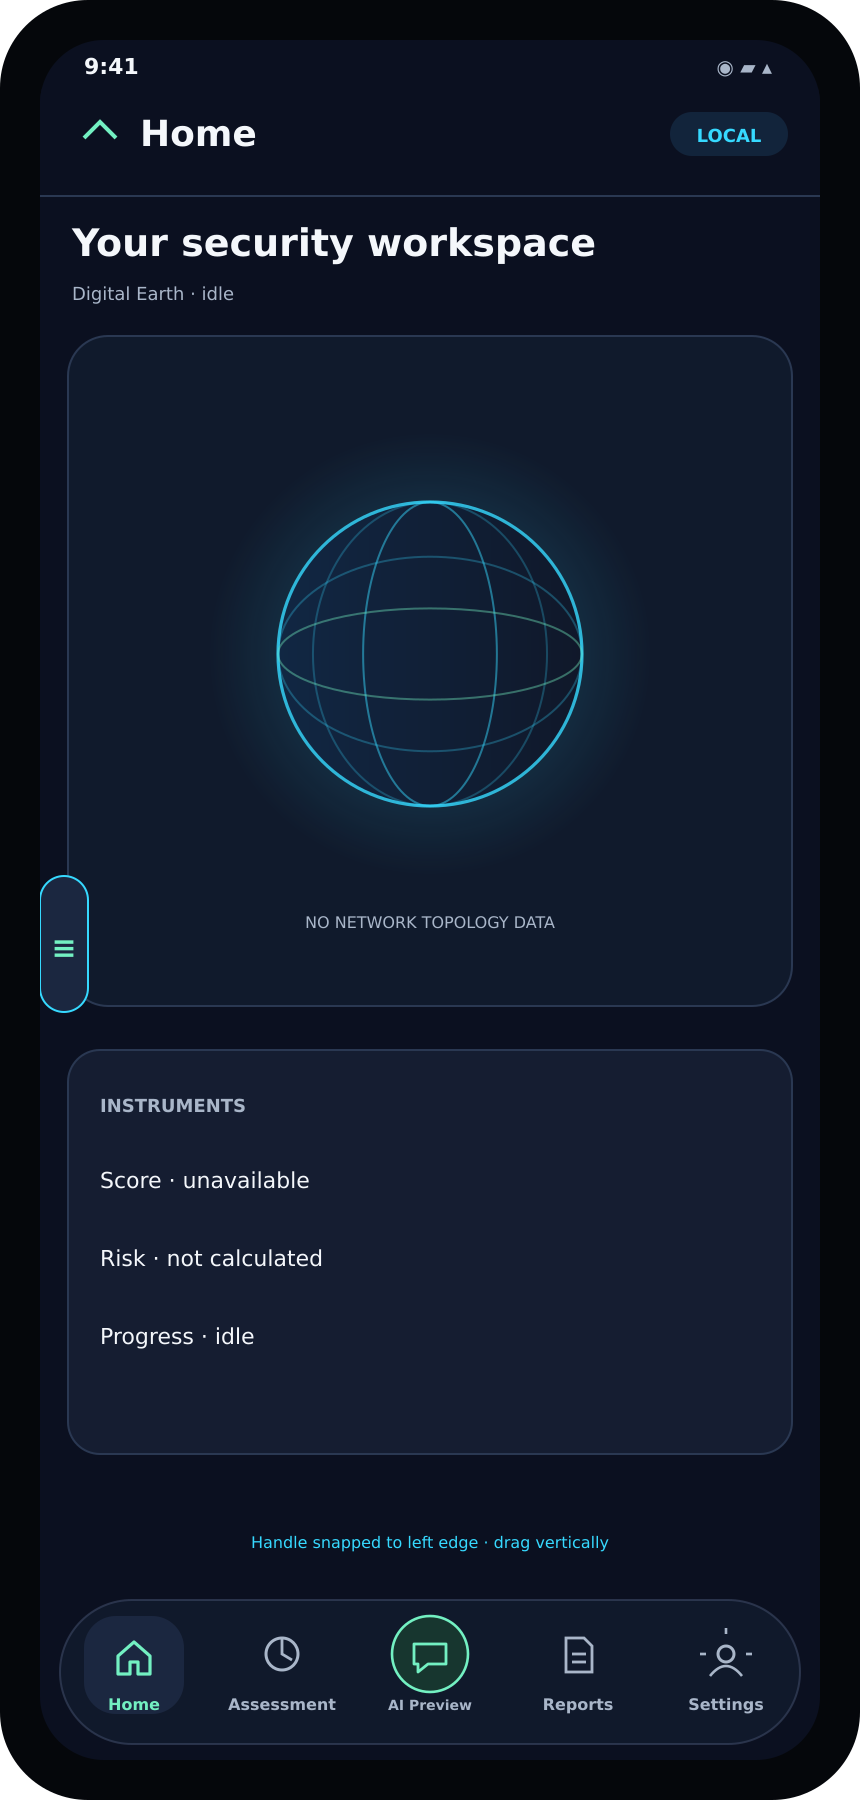 9:41
Home
LOCAL
Your security workspace
Digital Earth · idle
NO NETWORK TOPOLOGY DATA
INSTRUMENTS
Score · unavailable
Risk · not calculated
Progress · idle
Handle snapped to left edge · drag vertically
Home
Assessment
AI Preview
Reports
Settings